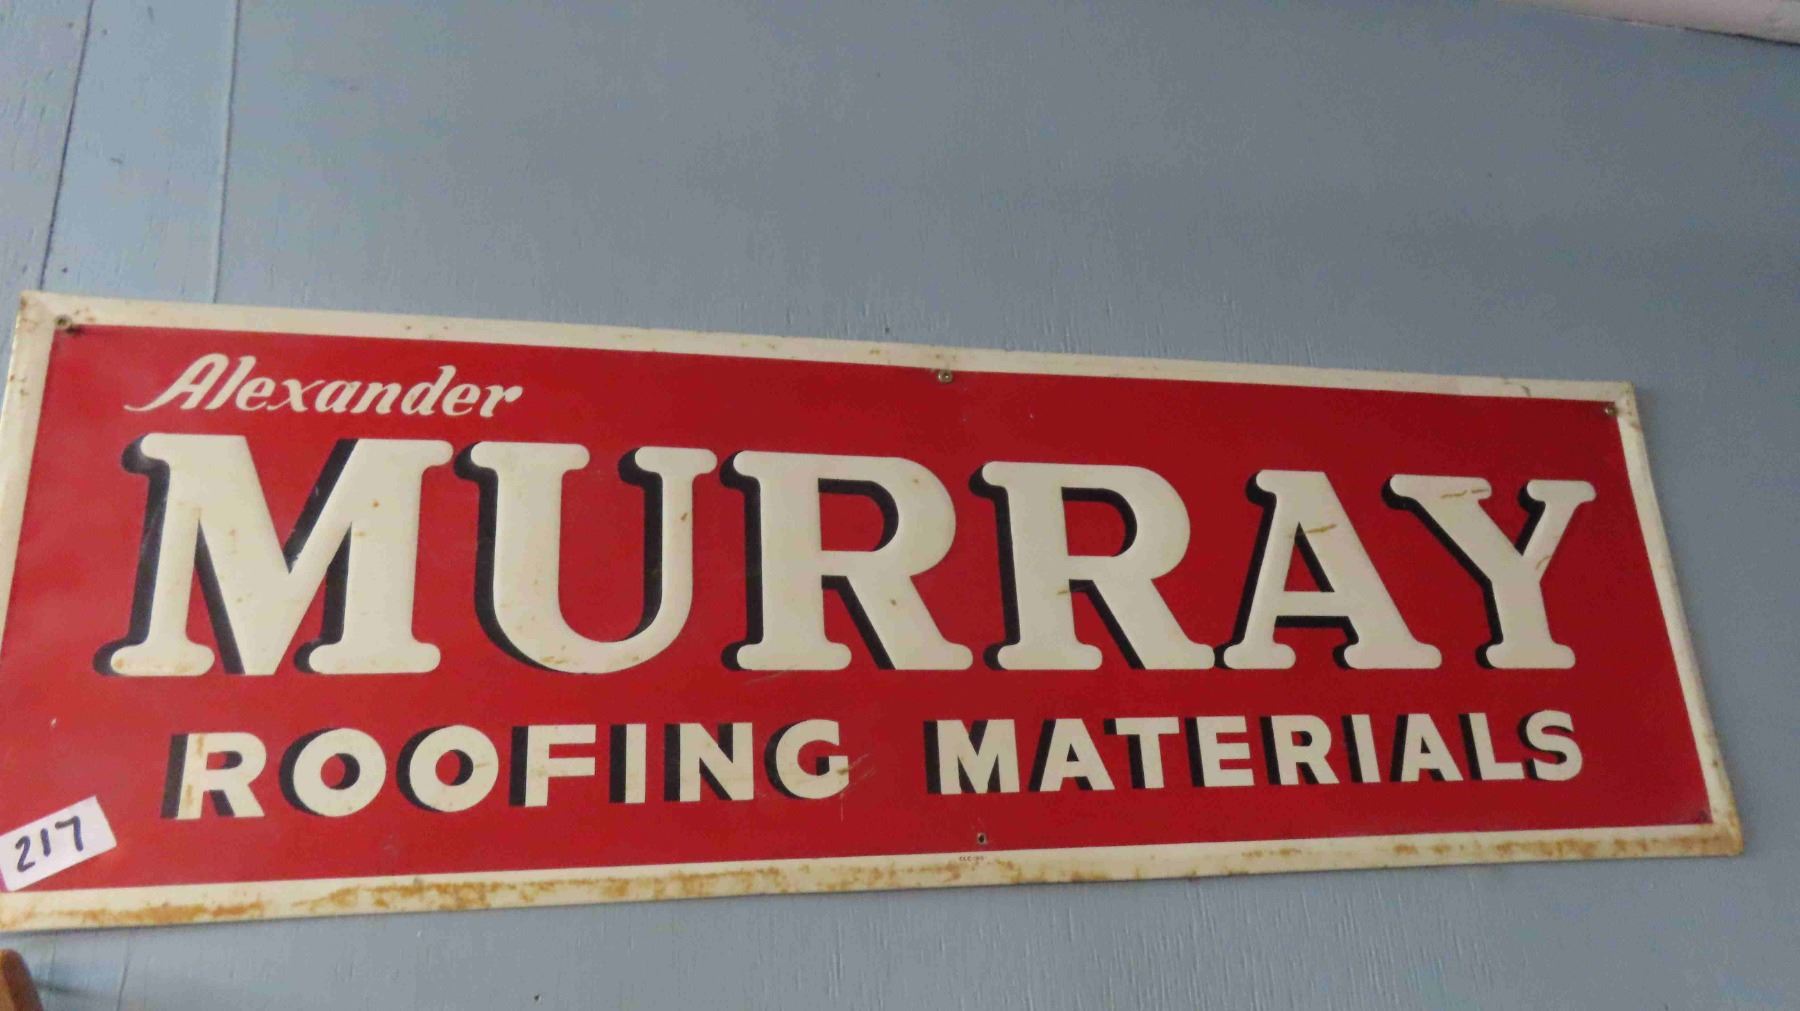 Alexander
MURRAY
ROOFING MATERIALS
217